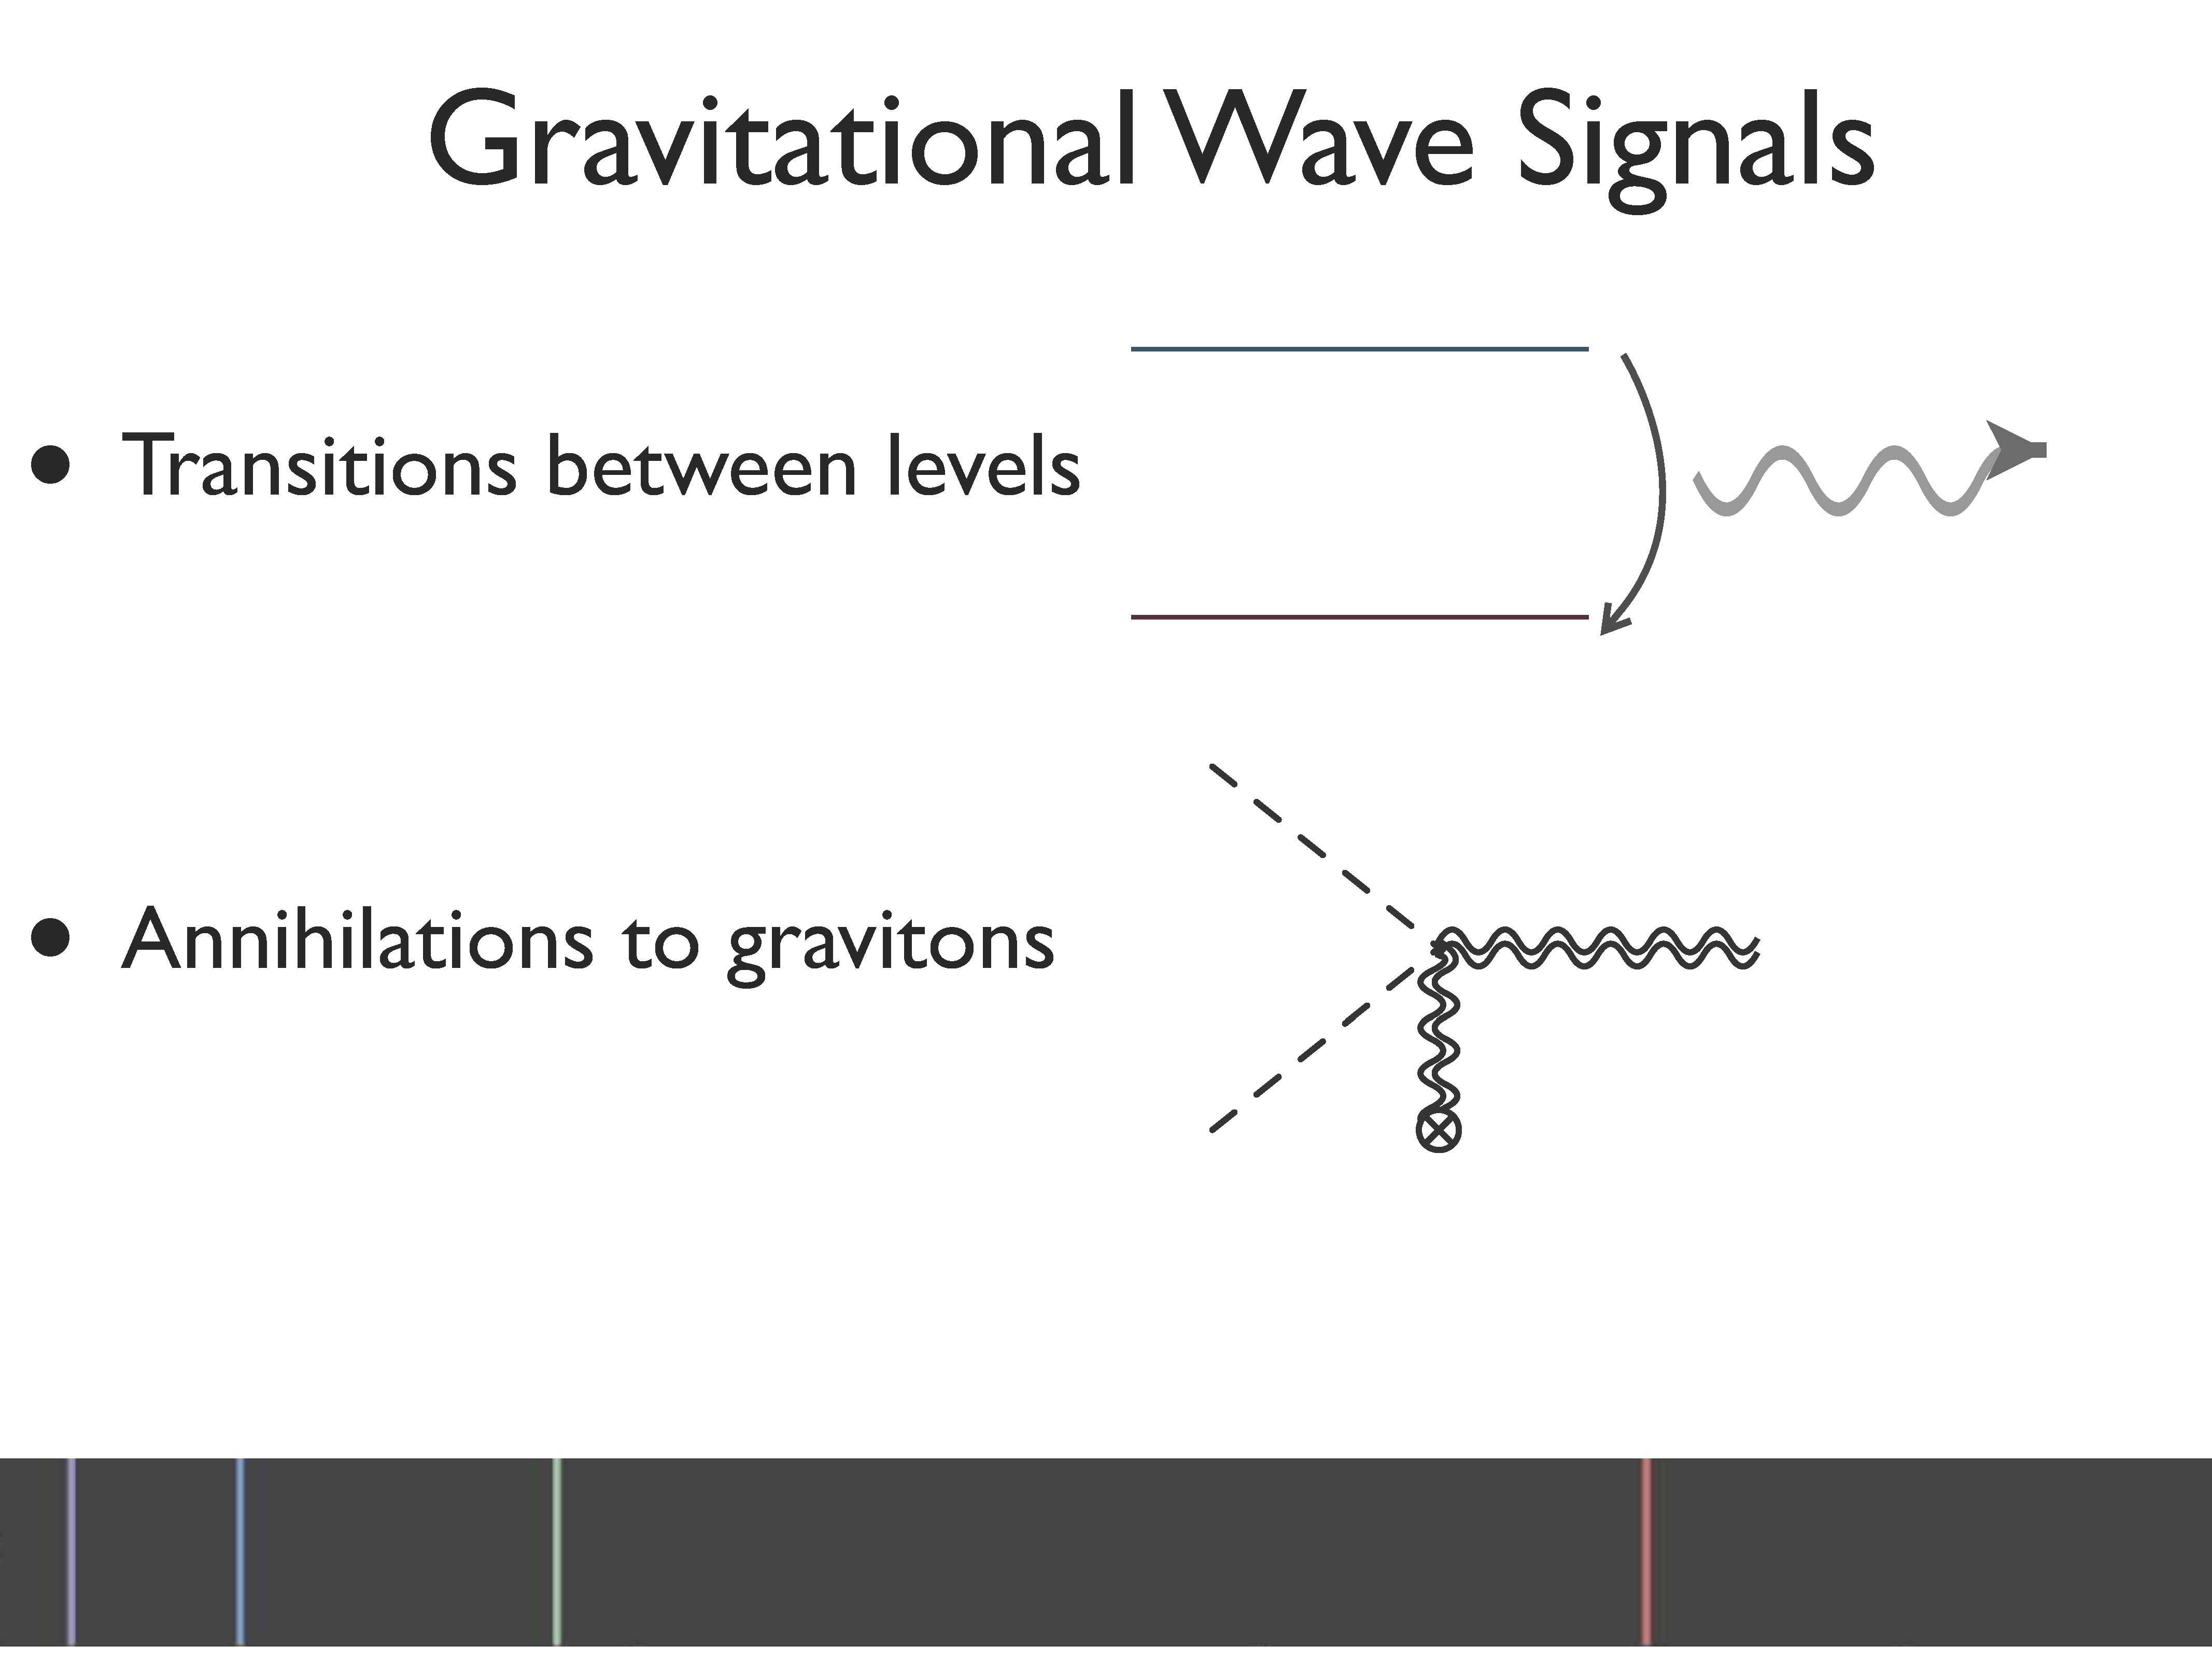 Gravitational Wave Signals
• Transitions between levels
• Annihilations to gravitons